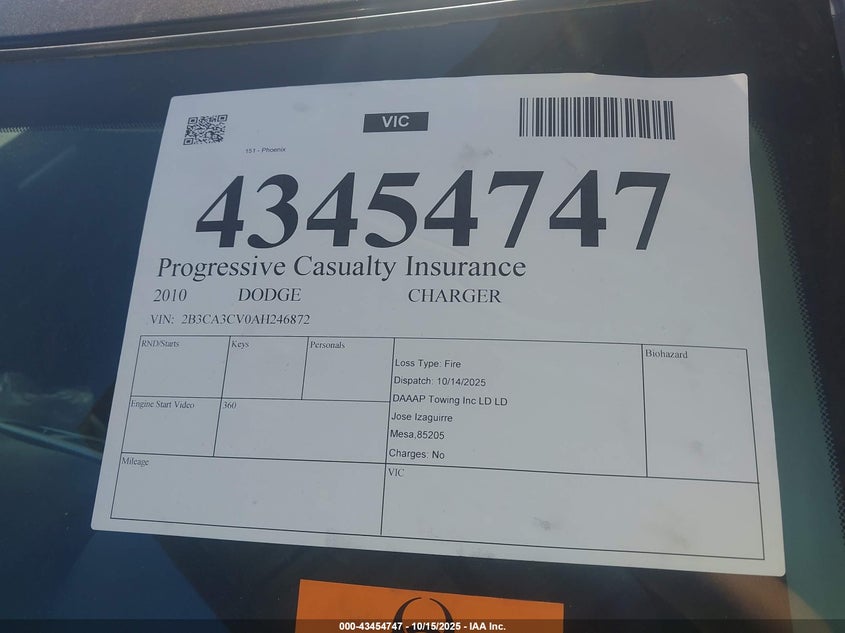 VIC
151 - Phoenix
43454747
Progressive Casualty Insurance
2010 DODGE CHARGER
VIN: 2B3CA3CV0AH246872
RND/Starts
Keys
Personals
Engine Start Video
360
Mileage
Loss Type: Fire
Dispatch: 10/14/2025
DAAAP Towing Inc LD LD
Jose Izaguirre
Mesa,85205
Charges: No
VIC
Biohazard
000-43454747 - 10/15/2025 - IAA Inc.